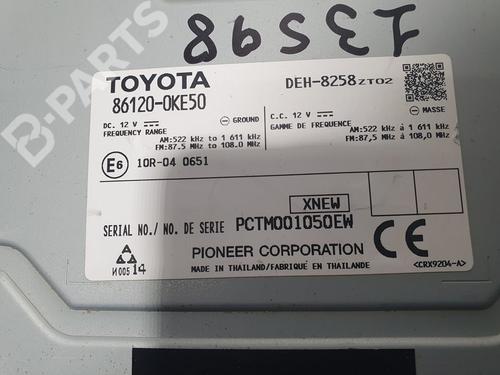 B-PARTS
13598
TOYOTA
DEH-8258ZT02
86120-0KE50
DC. 12 V
GROUND
C.C. 12 V
MASSE
FREQUENCY RANGE
GAMME DE FREQUENCE
AM:522 kHz to 1 611 kHz
FM:87.5 MHz to 108.0 MHz
AM:522 kHz à 1 611 kHz
FM:87,5 MHz à 108,0 MHz
E6
10R-04 0651
XNEW
SERIAL NO./ NO. DE SERIE PCTM001050EW
PIONEER CORPORATION
CE
И 005 14
MADE IN THAILAND/FABRIQUÉ EN THAILANDE
<CRX9204-A>